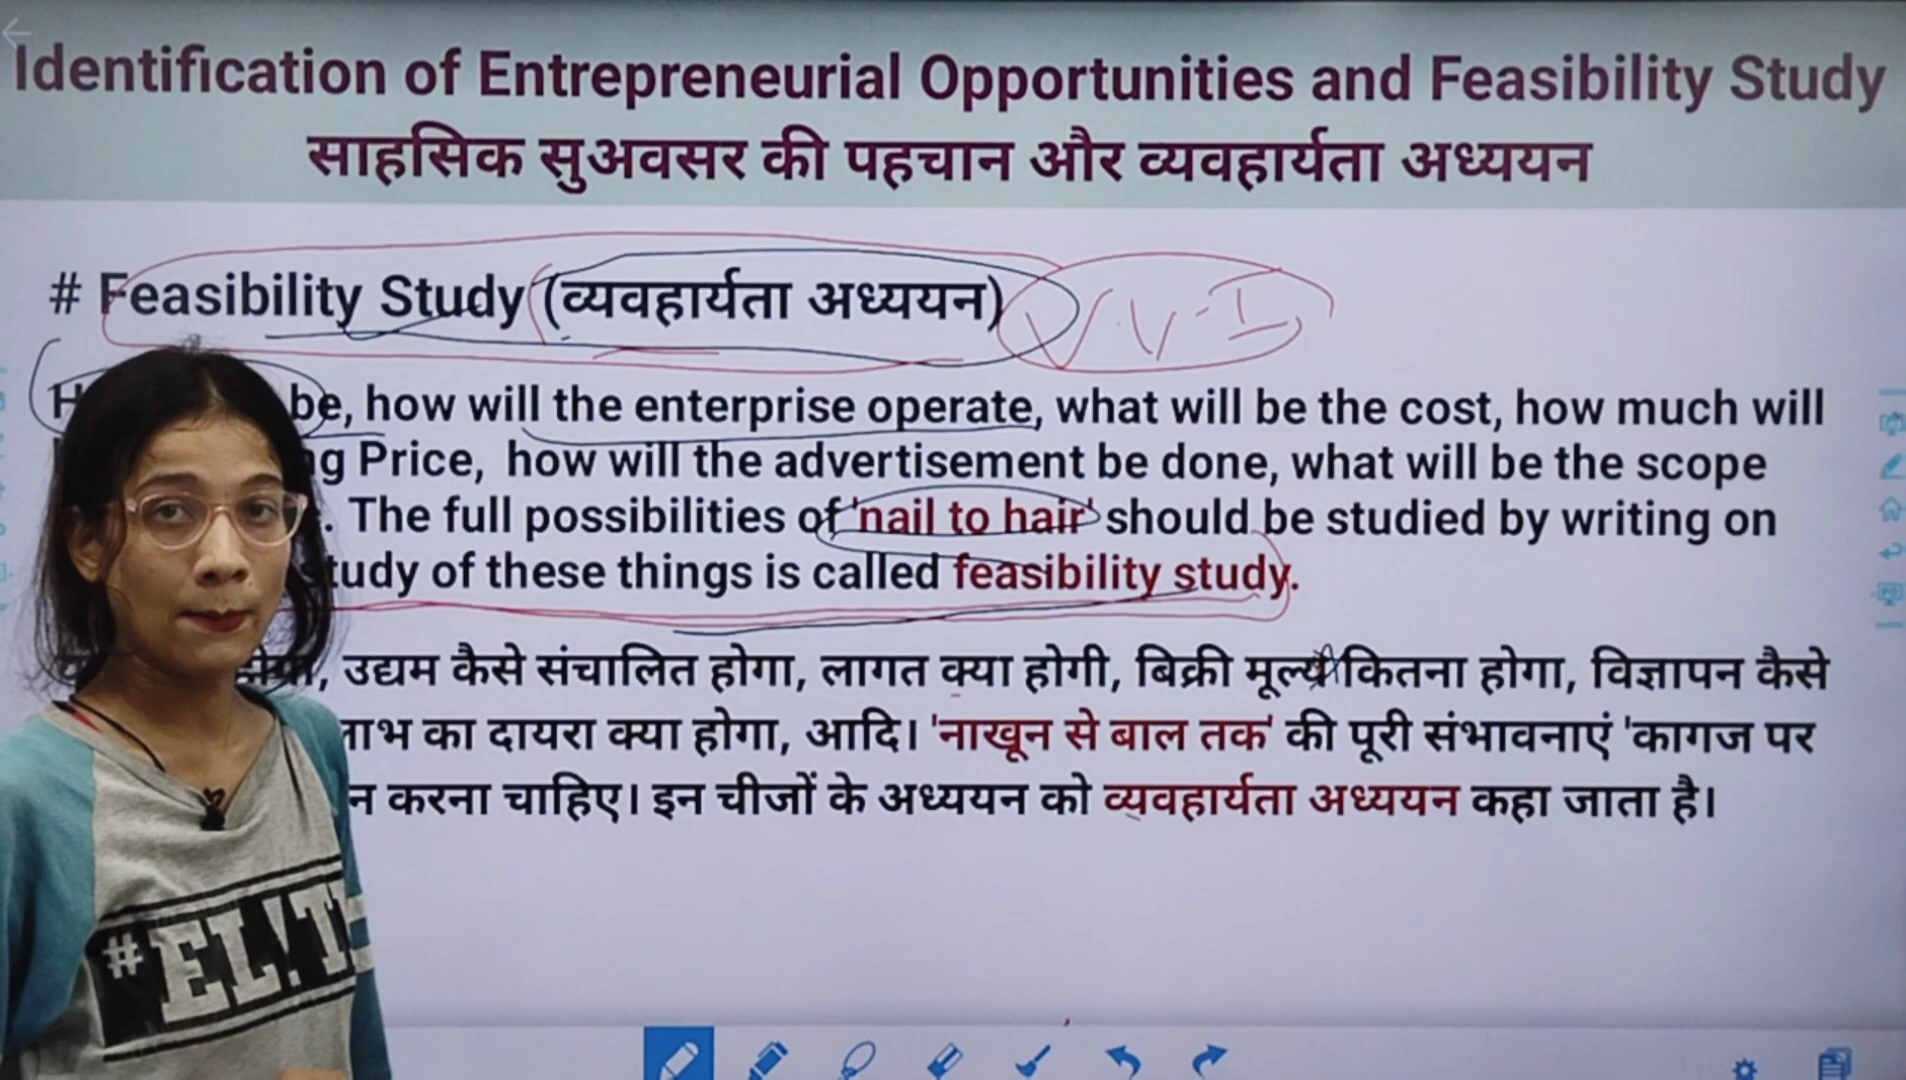 Identification of Entrepreneurial Opportunities and Feasibility Study
साहसिक सुअवसर की पहचान और व्यवहार्यता अध्ययन
# Feasibility Study (व्यवहार्यता अध्ययन)
V.V.I
be, how will the enterprise operate, what will be the cost, how much will
Price, how will the advertisement be done, what will be the scope
. The full possibilities of 'nail to hair' should be studied by writing on
study of these things is called feasibility study.
, उद्यम कैसे संचालित होगा, लागत क्या होगी, बिक्री मूल्य कितना होगा, विज्ञापन कैसे
का दायरा क्या होगा, आदि। 'नाखून से बाल तक' की पूरी संभावनाएं 'कागज पर
करना चाहिए। इन चीजों के अध्ययन को व्यवहार्यता अध्ययन कहा जाता है।